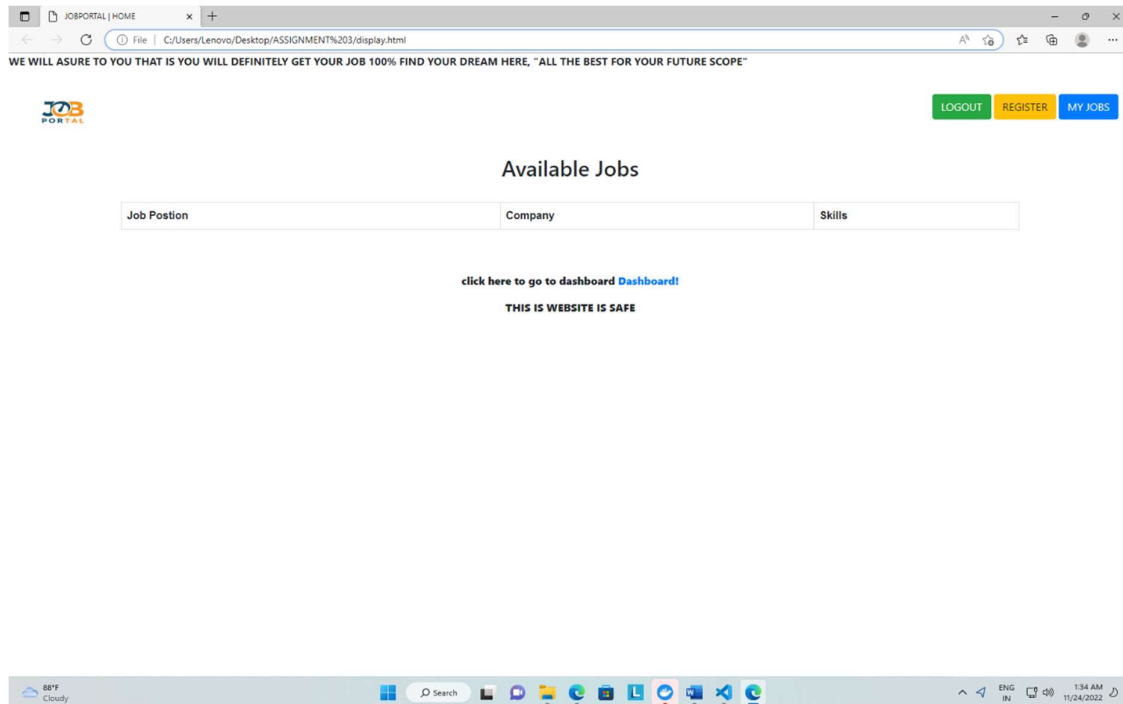 JOBPORTAL | HOME
File | C:/Users/Lenovo/Desktop/ASSIGNMENT%203/display.html
WE WILL ASURE TO YOU THAT IS YOU WILL DEFINITELY GET YOUR JOB 100% FIND YOUR DREAM HERE, "ALL THE BEST FOR YOUR FUTURE SCOPE"
JOB
PORTAL
LOGOUT REGISTER MY JOBS
Available Jobs
Job Postion Company Skills
click here to go to dashboard Dashboard!
THIS IS WEBSITE IS SAFE
88°F
Cloudy
Search
ENG
IN
1:34 AM
11/24/2022